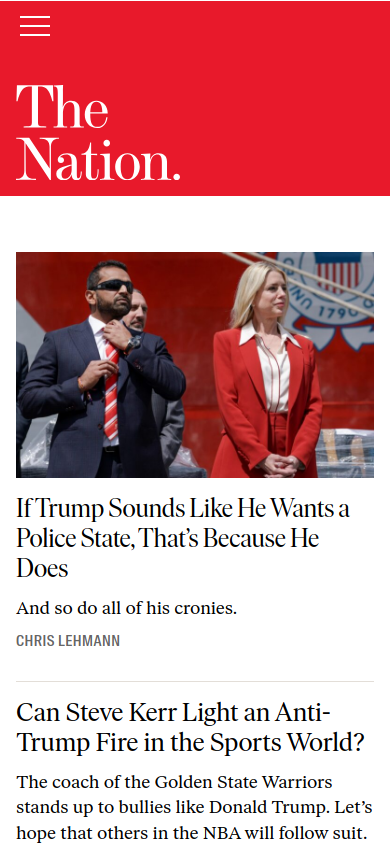 The
Nation.
UNI
1790
If Trump Sounds Like He Wants a
Police State, That’s Because He
Does
And so do all of his cronies.
CHRIS LEHMANN
Can Steve Kerr Light an Anti-
Trump Fire in the Sports World?
The coach of the Golden State Warriors
stands up to bullies like Donald Trump. Let’s
hope that others in the NBA will follow suit.